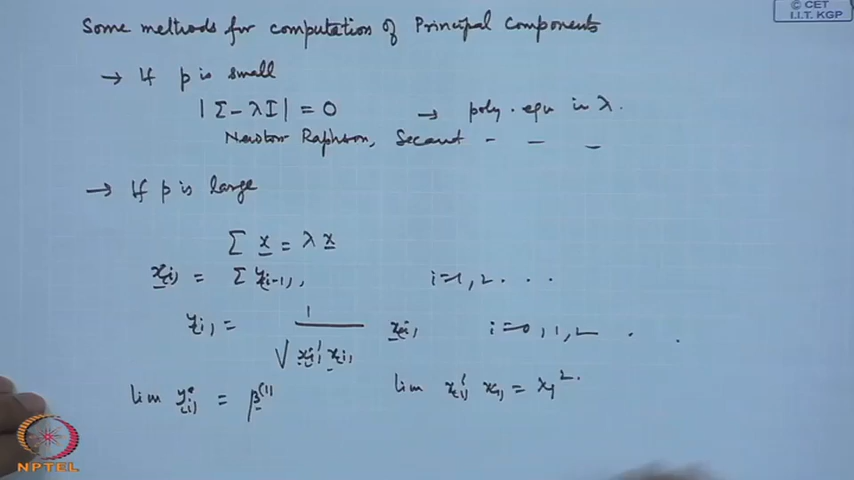 © CET
I.I.T. KGP
Some methods for computation of Principal Components
→ If p is small
|Σ - λI| = 0 → poly. equ in λ.
Newton-Raphson, Secant - - -
→ If p is large
Σ x = λ x
x(i) = Σ y(i-1), i=1, 2 . . .
y(i) = 1 / √ x(i)' x(i) x(i), i=0, 1, 2 . .
lim y(i) = β(1) lim x(i)' x(i) = λ1².
NPTEL